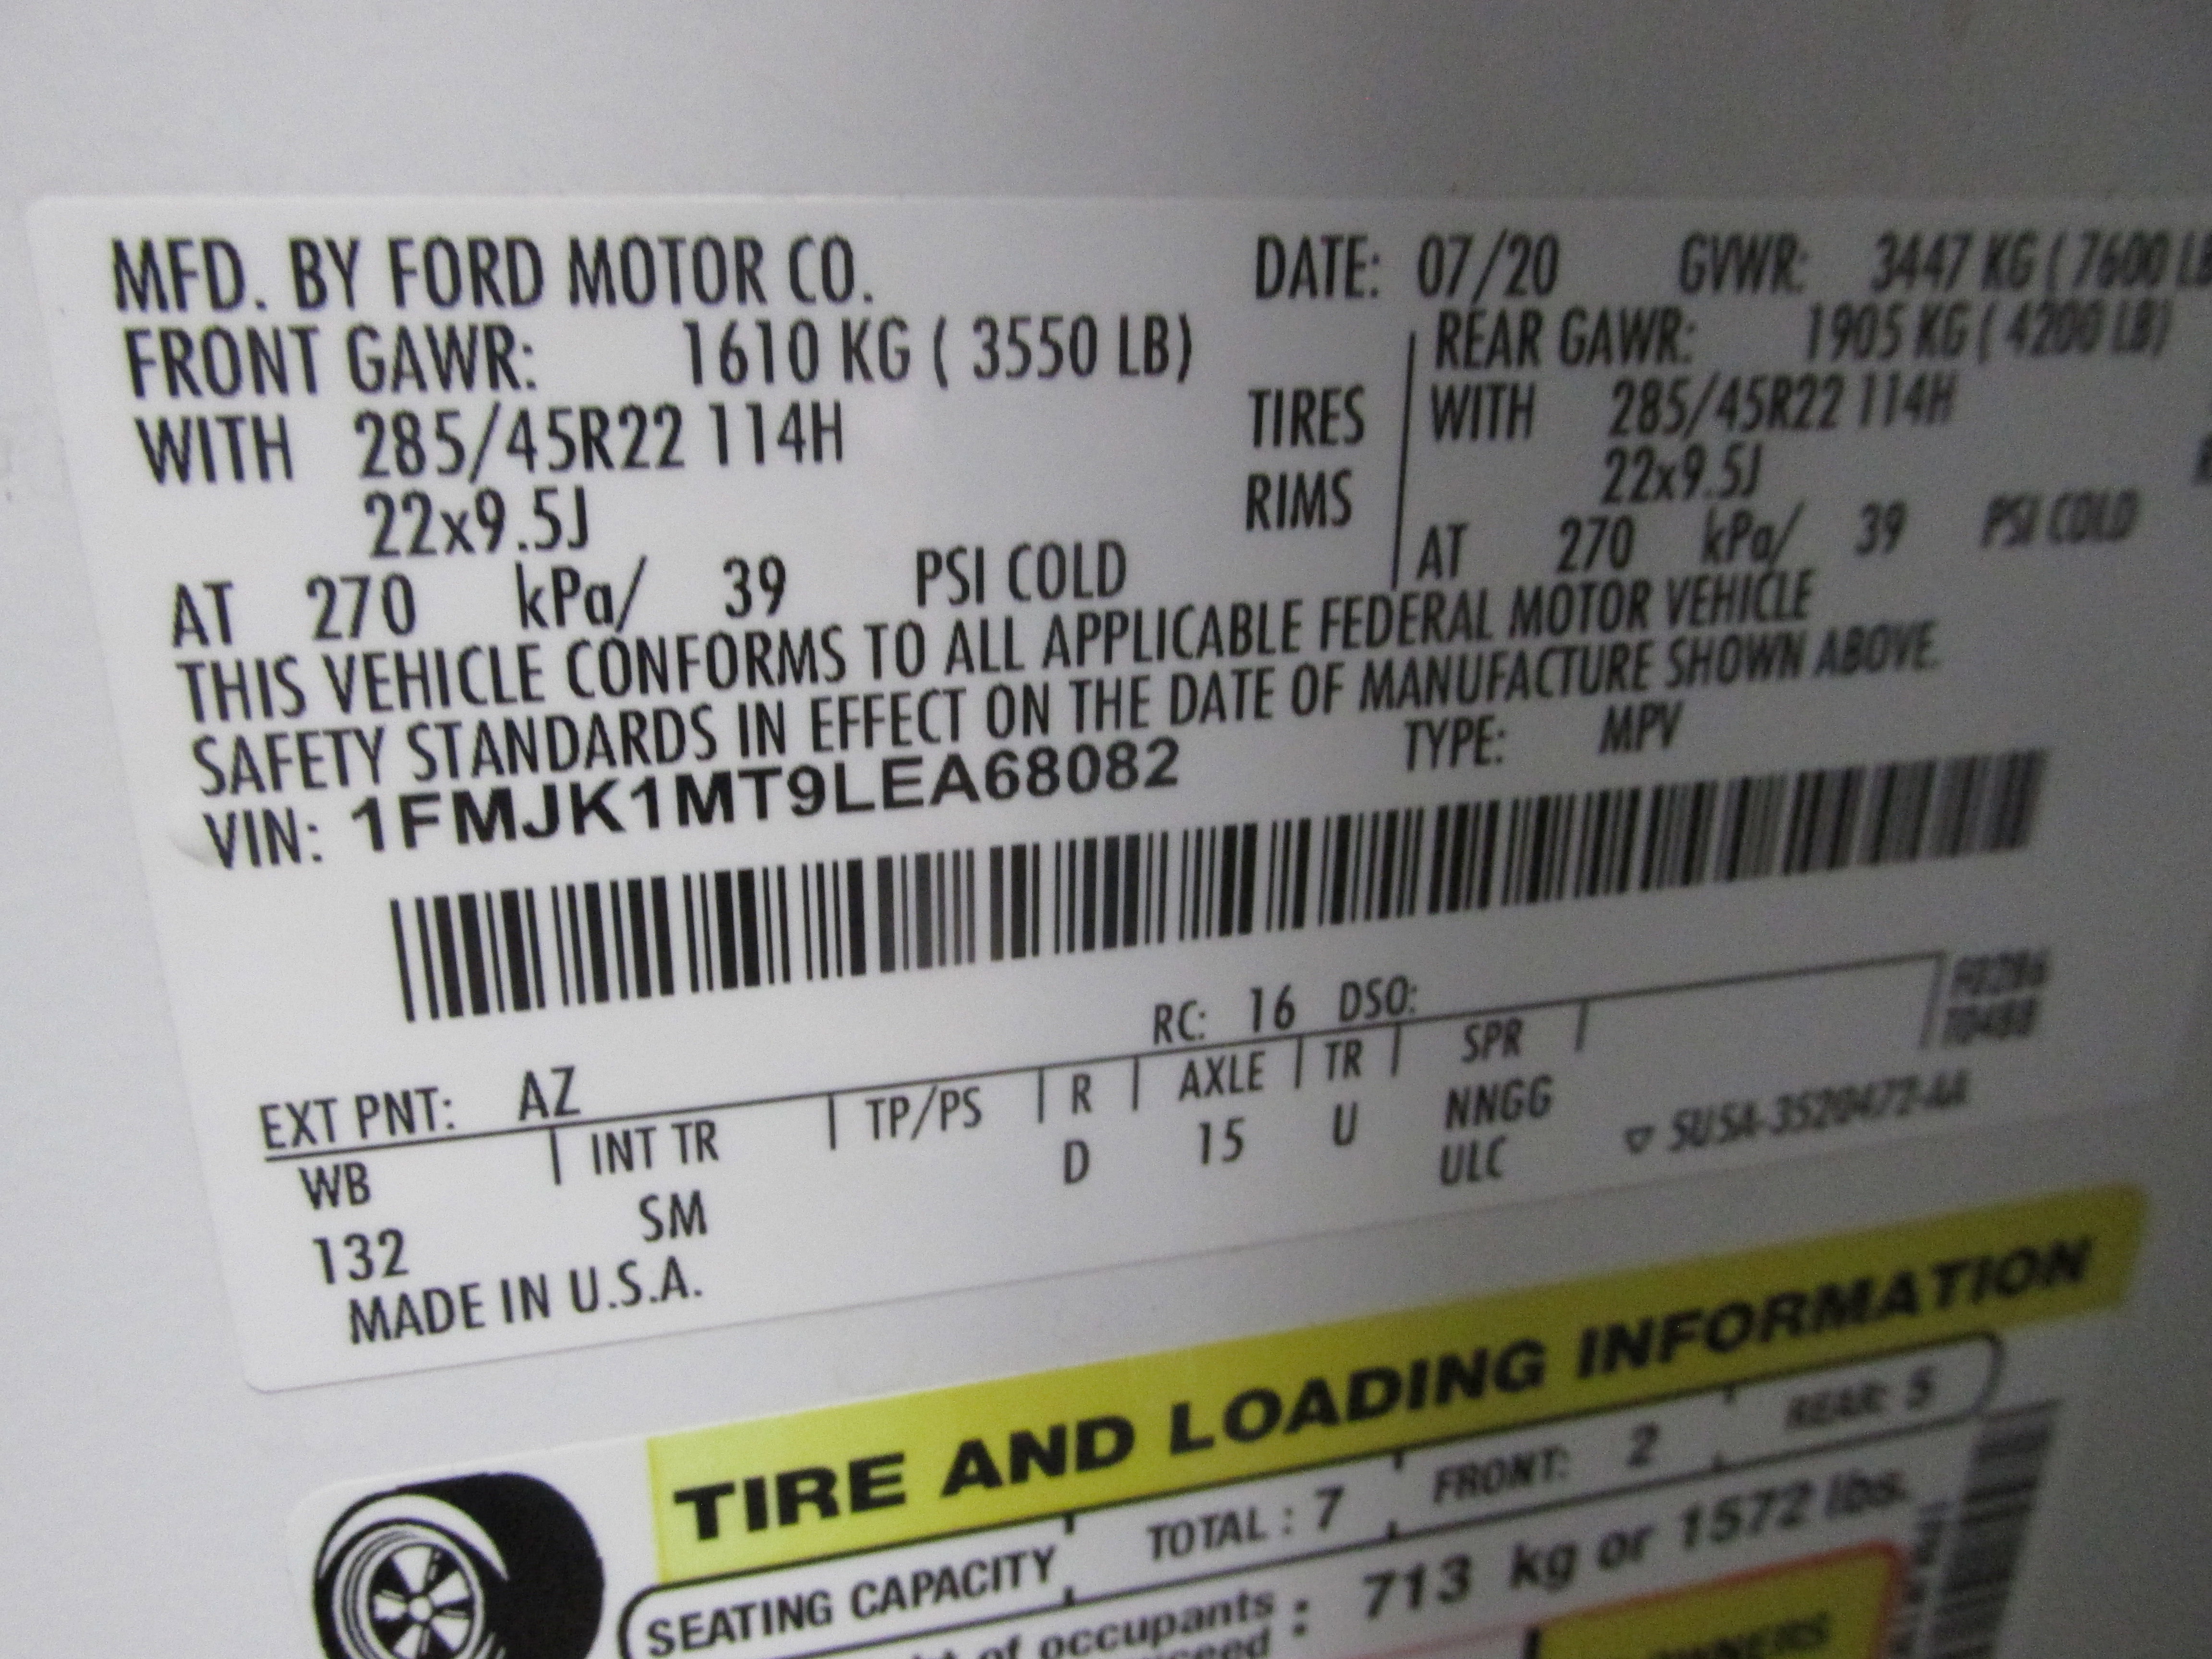 MFD. BY FORD MOTOR CO. DATE: 07/20 GVWR: 3447 KG ( 7600 LB
FRONT GAWR: 1610 KG ( 3550 LB) REAR GAWR: 1905 KG ( 4200 LB)
WITH 285/45R22 114H TIRES WITH 285/45R22 114H
22x9.5J RIMS 22x9.5J
AT 270 kPa/ 39 PSI COLD AT 270 kPa/ 39 PSI COLD
THIS VEHICLE CONFORMS TO ALL APPLICABLE FEDERAL MOTOR VEHICLE
SAFETY STANDARDS IN EFFECT ON THE DATE OF MANUFACTURE SHOWN ABOVE.
VIN: 1FMJK1MT9LEA68082 TYPE: MPV
RC: 16 DSO:
EXT PNT: AZ
WB INT TR TP/PS R AXLE TR SPR
132 SM D 15 U NNGG
ULC
MADE IN U.S.A.
TIRE AND LOADING INFORMATION
SEATING CAPACITY TOTAL : 7 FRONT: 2 REAR: 5
of occupants : 713 kg or 1572 lbs.